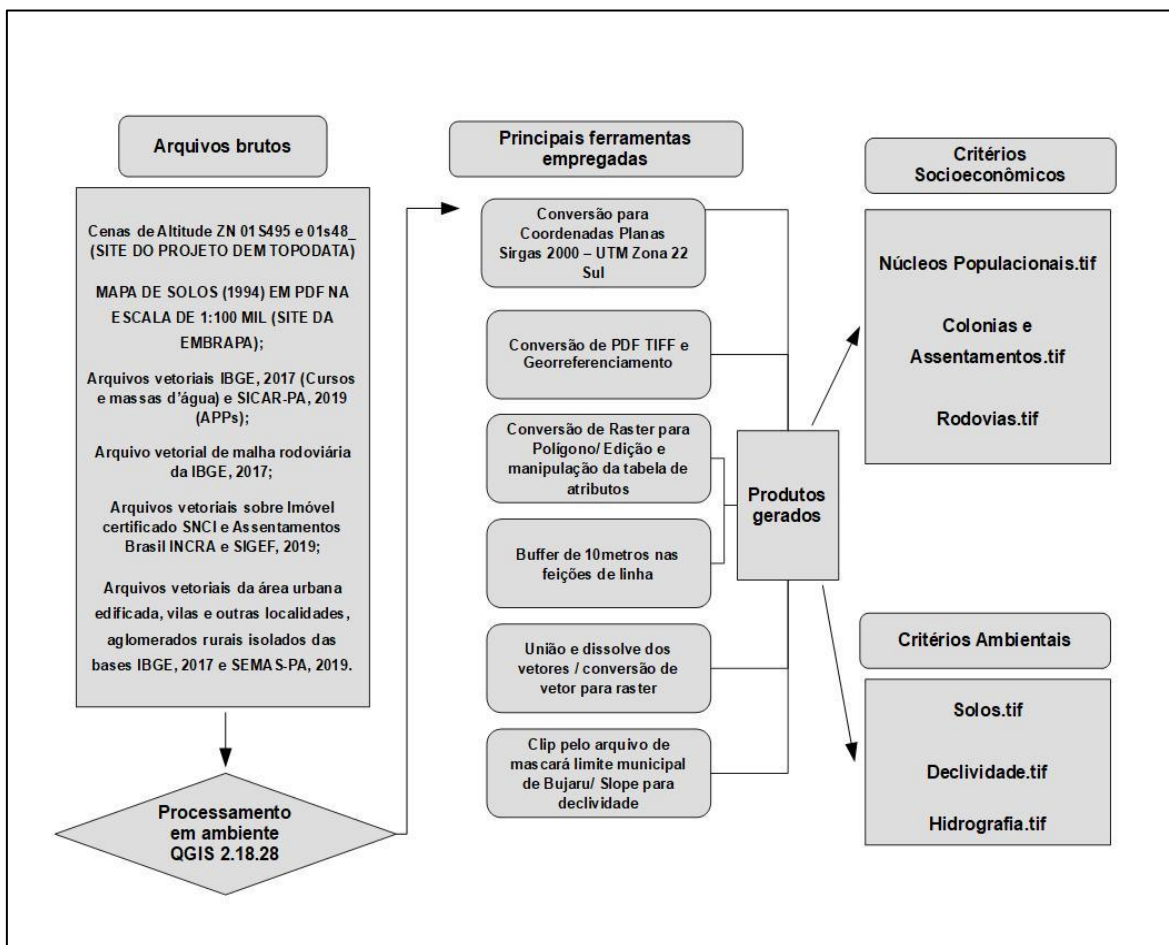 Arquivos brutos
Cenas de Altitude ZN 01S495 e 01s48_
(SITE DO PROJETO DEM TOPODATA)
MAPA DE SOLOS (1994) EM PDF NA
ESCALA DE 1:100 MIL (SITE DA
EMBRAPA);
Arquivos vetoriais IBGE, 2017 (Cursos
e massas d'água) e SICAR-PA, 2019
(APPs);
Arquivo vetorial de malha rodoviária
da IBGE, 2017;
Arquivos vetoriais sobre Imóvel
certificado SNCI e Assentamentos
Brasil INCRA e SIGEF, 2019;
Arquivos vetoriais da área urbana
edificada, vilas e outras localidades,
aglomerados rurais isolados das
bases IBGE, 2017 e SEMAS-PA, 2019.
Processamento
em ambiente
QGIS 2.18.28
Principais ferramentas
empregadas
Conversão para
Coordenadas Planas
Sirgas 2000 – UTM Zona 22
Sul
Conversão de PDF TIFF e
Georreferenciamento
Conversão de Raster para
Polígono/ Edição e
manipulação da tabela de
atributos
Buffer de 10metros nas
feições de linha
União e dissolve dos
vetores / conversão de
vetor para raster
Clip pelo arquivo de
mascará limite municipal
de Bujaru/ Slope para
declividade
Produtos
gerados
Critérios
Socioeconômicos
Núcleos Populacionais.tif
Colonias e
Assentamentos.tif
Rodovias.tif
Critérios Ambientais
Solos.tif
Declividade.tif
Hidrografia.tif